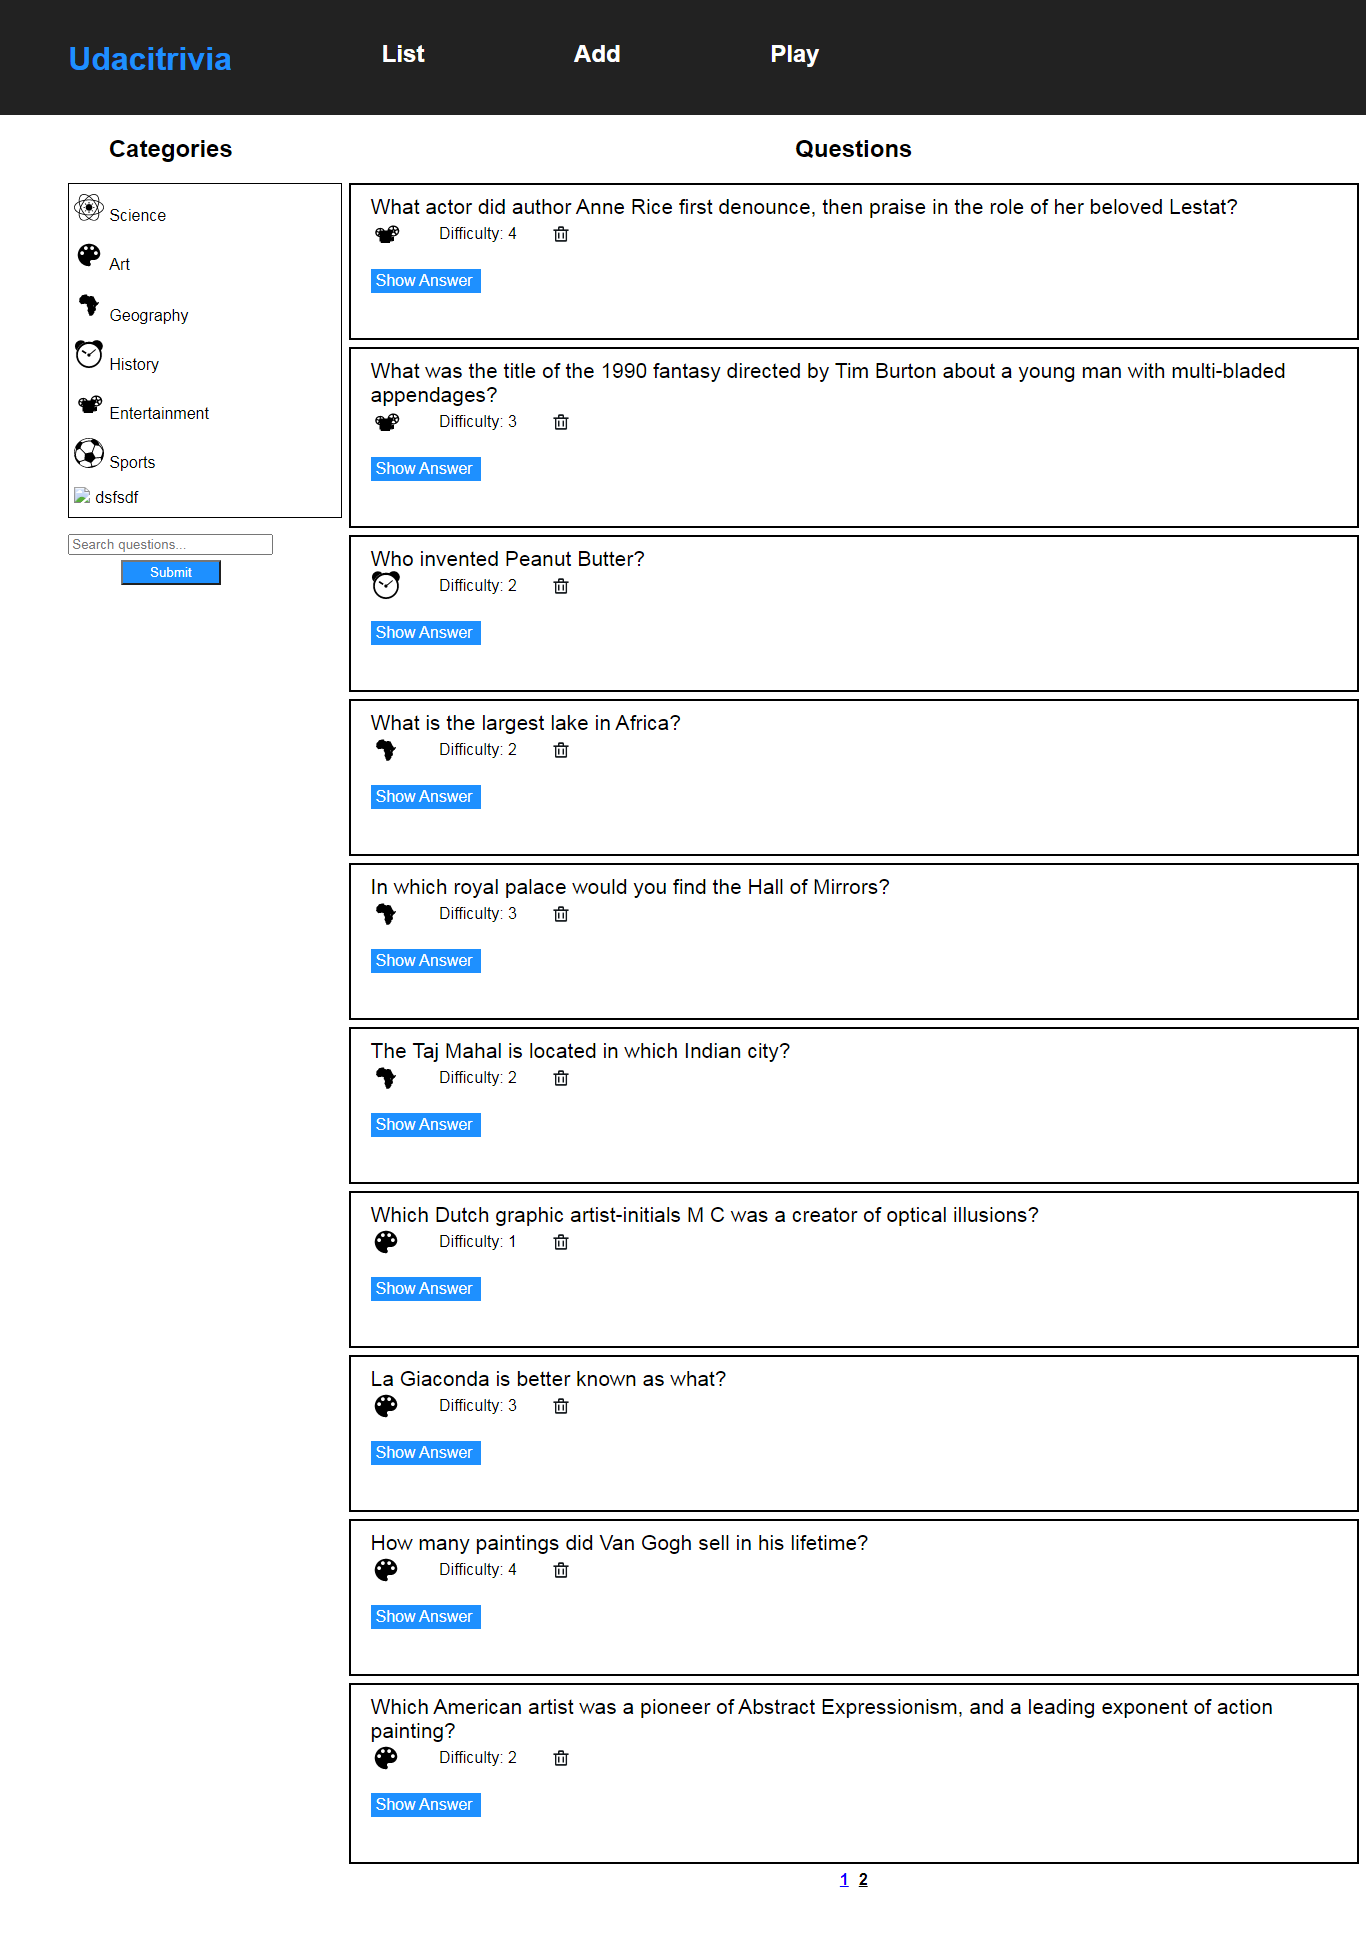 Udacitrivia
List
Add
Play
Categories
Science
Art
Geography
History
Entertainment
Sports
dsfsdf
Search questions...
Submit
Questions
What actor did author Anne Rice first denounce, then praise in the role of her beloved Lestat?
Difficulty: 4
Show Answer
What was the title of the 1990 fantasy directed by Tim Burton about a young man with multi-bladed
appendages?
Difficulty: 3
Show Answer
Who invented Peanut Butter?
Difficulty: 2
Show Answer
What is the largest lake in Africa?
Difficulty: 2
Show Answer
In which royal palace would you find the Hall of Mirrors?
Difficulty: 3
Show Answer
The Taj Mahal is located in which Indian city?
Difficulty: 2
Show Answer
Which Dutch graphic artist-initials M C was a creator of optical illusions?
Difficulty: 1
Show Answer
La Giaconda is better known as what?
Difficulty: 3
Show Answer
How many paintings did Van Gogh sell in his lifetime?
Difficulty: 4
Show Answer
Which American artist was a pioneer of Abstract Expressionism, and a leading exponent of action
painting?
Difficulty: 2
Show Answer
1 2